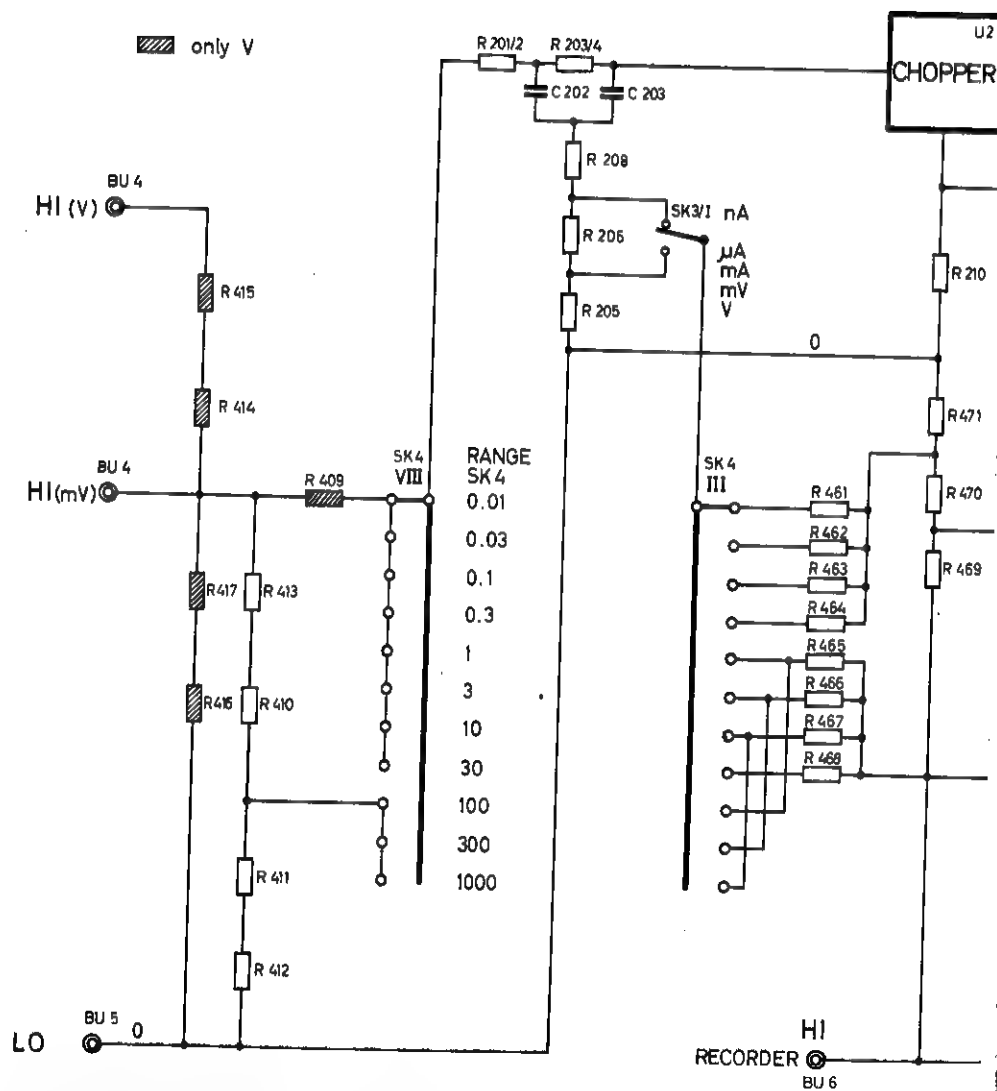 U2
only V
R 201/2
R 203/4
CHOPPER
C 202
C 203
R 208
BU 4
HI (V)
SK3/I nA
R 206
µA
mA
mV
V
R 210
R 415
R 205
0
R 414
R 471
BU 4
HI(mV)
R 409
SK4
VIII
RANGE
SK4
SK4
III
0.01
R 461
R 470
0.03
R 462
R417
R 413
0.1
R 463
R 469
0.3
R 464
1
R 465
R416
R 410
3
R 466
10
R 467
30
R 468
100
300
R 411
1000
R 412
BU 5
0
LO
HI
RECORDER
BU 6